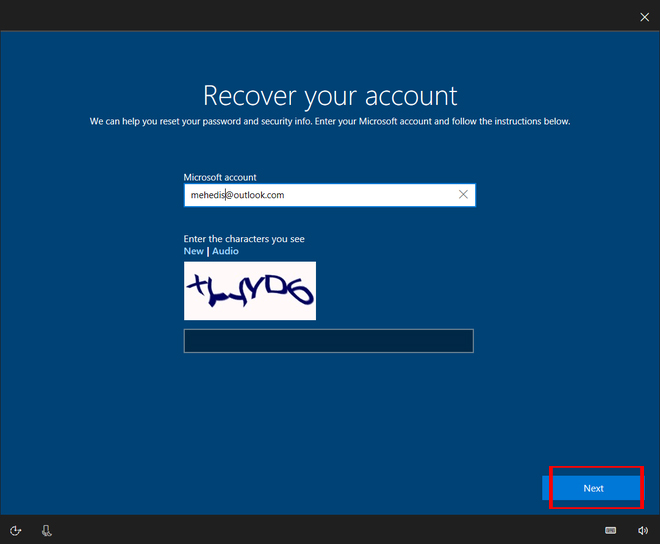 Recover your account
We can help you reset your password and security info. Enter your Microsoft account and follow the instructions below.
Microsoft account
mehedis@outlook.com
Enter the characters you see
New | Audio
Next